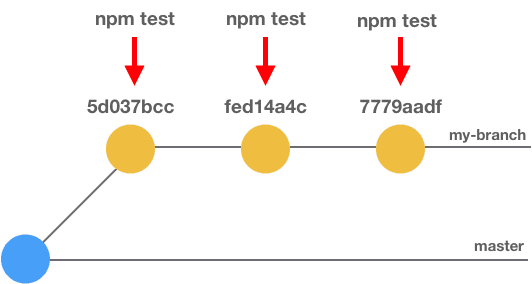 npm test npm test npm test
5d037bcc fed14a4c 7779aadf
my-branch
master